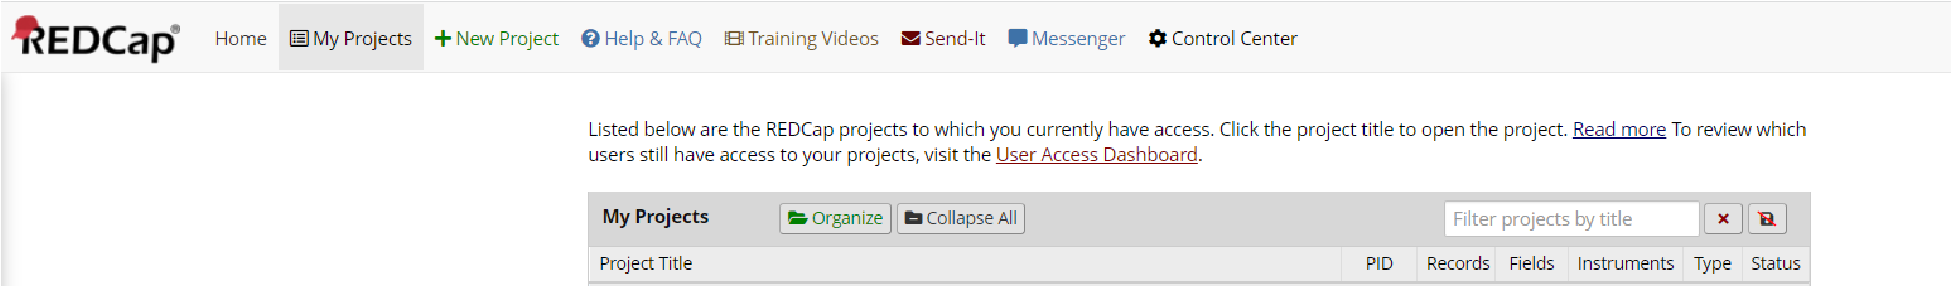 REDCap® Home My Projects New Project Help & FAQ Training Videos Send-It Messenger Control Center
Listed below are the REDCap projects to which you currently have access. Click the project title to open the project. Read more To review which
users still have access to your projects, visit the User Access Dashboard.
My Projects Organize Collapse All Filter projects by title
Project Title PID Records Fields Instruments Type Status